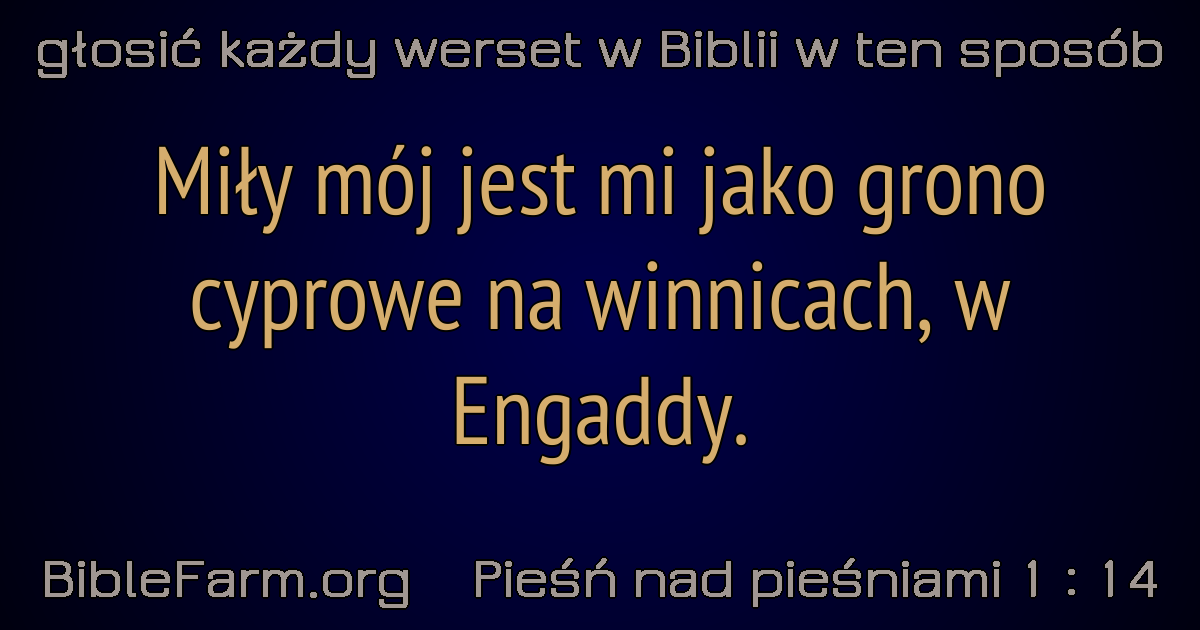 głosić każdy werset w Biblii w ten sposób
Miły mój jest mi jako grono
cyprowe na winnicach, w
Engaddy.
BibleFarm.org Pieśń nad pieśniami 1 : 14